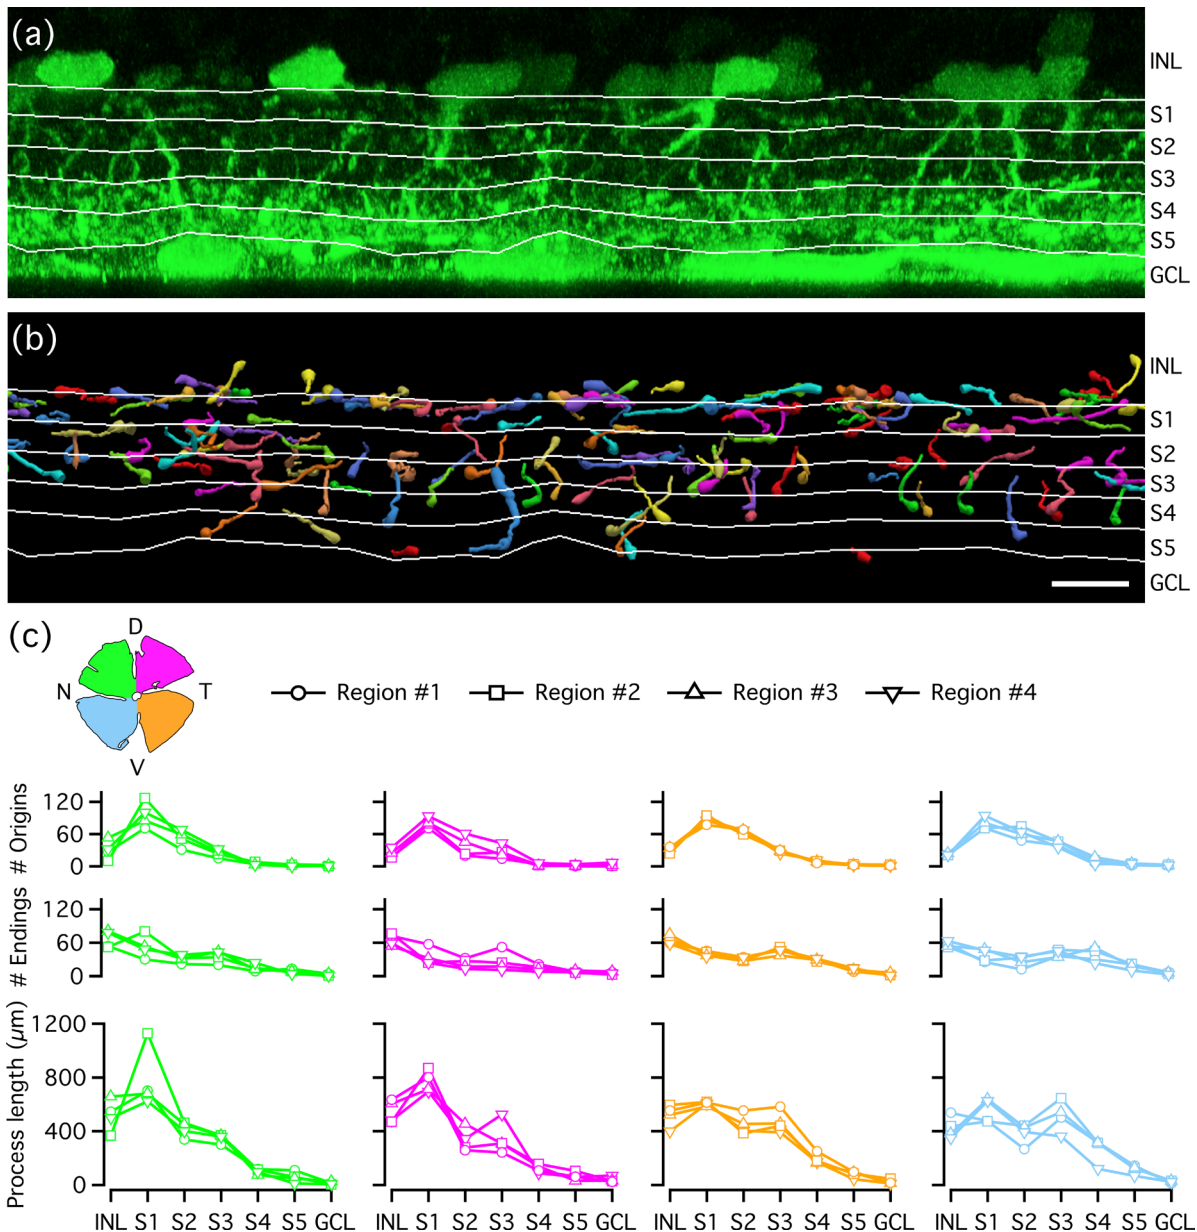 (a)
INL
S1
S2
S3
S4
S5
GCL
(b)
INL
S1
S2
S3
S4
S5
GCL
(c)
D
N T
V
Region #1 Region #2 Region #3 Region #4
# Origins
120
60
0
# Endings
120
60
0
Process length (µm)
1200
800
400
0
INL S1 S2 S3 S4 S5 GCL INL S1 S2 S3 S4 S5 GCL INL S1 S2 S3 S4 S5 GCL INL S1 S2 S3 S4 S5 GCL